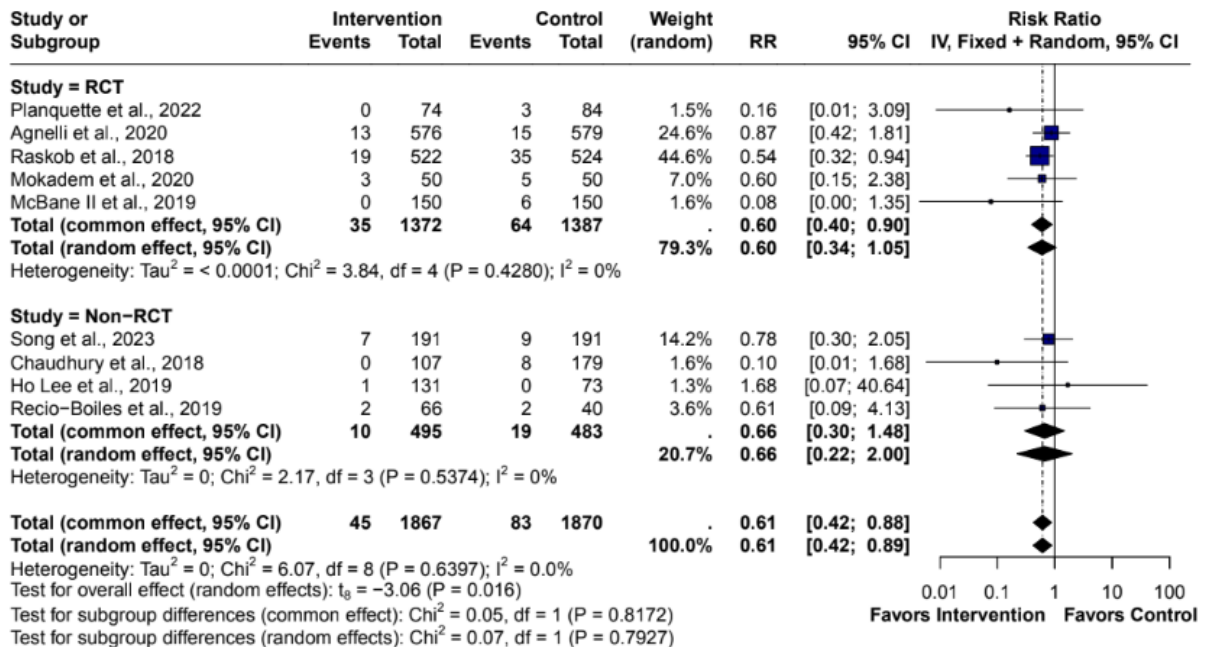 Study or Intervention Control Weight Risk Ratio
Subgroup Events Total Events Total (random) RR 95% CI IV, Fixed + Random, 95% CI
Study = RCT
Planquette et al., 2022 0 74 3 84 1.5% 0.16 [0.01; 3.09]
Agnelli et al., 2020 13 576 15 579 24.6% 0.87 [0.42; 1.81]
Raskob et al., 2018 19 522 35 524 44.6% 0.54 [0.32; 0.94]
Mokadem et al., 2020 3 50 5 50 7.0% 0.60 [0.15; 2.38]
McBane II et al., 2019 0 150 6 150 1.6% 0.08 [0.00; 1.35]
Total (common effect, 95% CI) 35 1372 64 1387 . 0.60 [0.40; 0.90]
Total (random effect, 95% CI) 79.3% 0.60 [0.34; 1.05]
Heterogeneity: Tau² = < 0.0001; Chi² = 3.84, df = 4 (P = 0.4280); I² = 0%
Study = Non−RCT
Song et al., 2023 7 191 9 191 14.2% 0.78 [0.30; 2.05]
Chaudhury et al., 2018 0 107 8 179 1.6% 0.10 [0.01; 1.68]
Ho Lee et al., 2019 1 131 0 73 1.3% 1.68 [0.07; 40.64]
Recio−Boiles et al., 2019 2 66 2 40 3.6% 0.61 [0.09; 4.13]
Total (common effect, 95% CI) 10 495 19 483 . 0.66 [0.30; 1.48]
Total (random effect, 95% CI) 20.7% 0.66 [0.22; 2.00]
Heterogeneity: Tau² = 0; Chi² = 2.17, df = 3 (P = 0.5374); I² = 0%
Total (common effect, 95% CI) 45 1867 83 1870 . 0.61 [0.42; 0.88]
Total (random effect, 95% CI) 100.0% 0.61 [0.42; 0.89]
Heterogeneity: Tau² = 0; Chi² = 6.07, df = 8 (P = 0.6397); I² = 0.0%
Test for overall effect (random effects): t₈ = −3.06 (P = 0.016)
Test for subgroup differences (common effect): Chi² = 0.05, df = 1 (P = 0.8172)
Test for subgroup differences (random effects): Chi² = 0.07, df = 1 (P = 0.7927)
0.01 0.1 1 10 100
Favors Intervention Favors Control